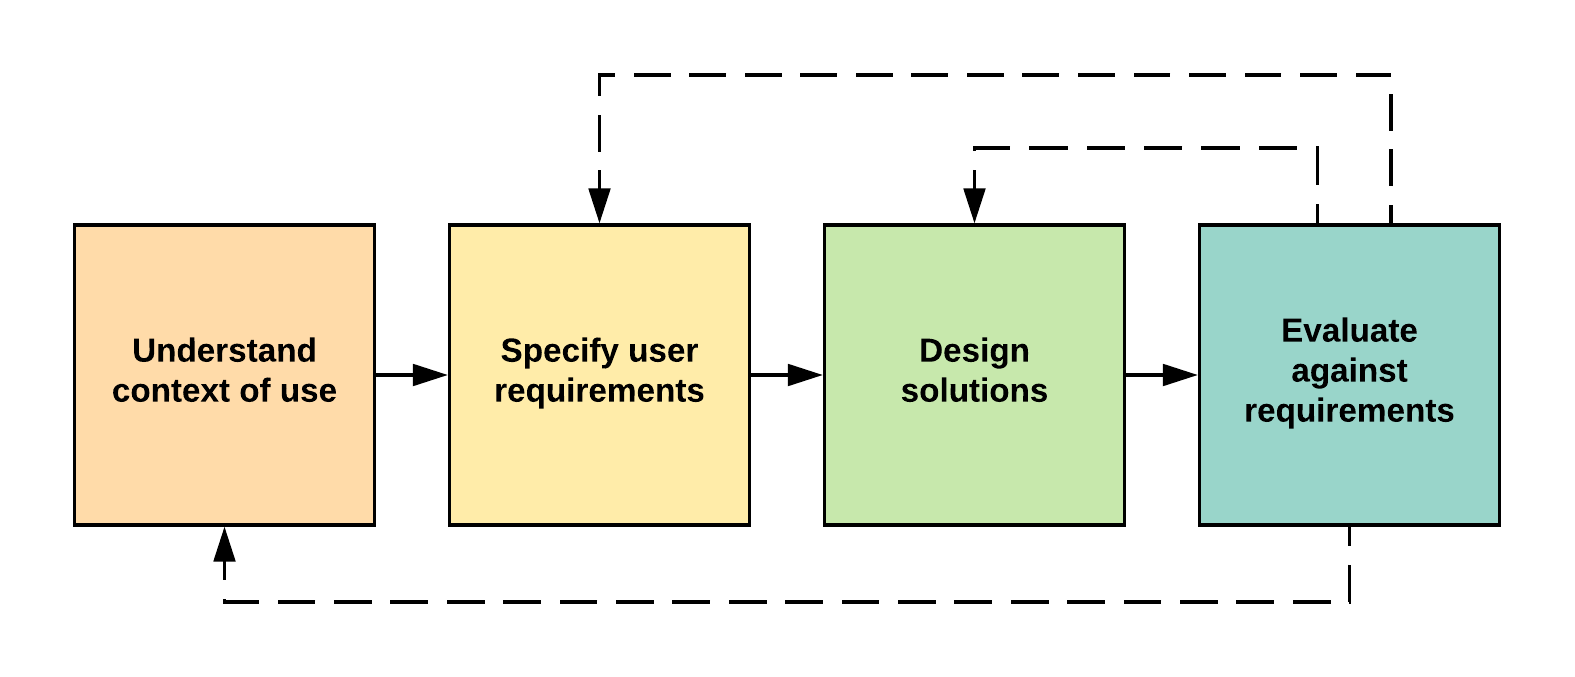 Understand
context of use
Specify user
requirements
Design
solutions
Evaluate
against
requirements